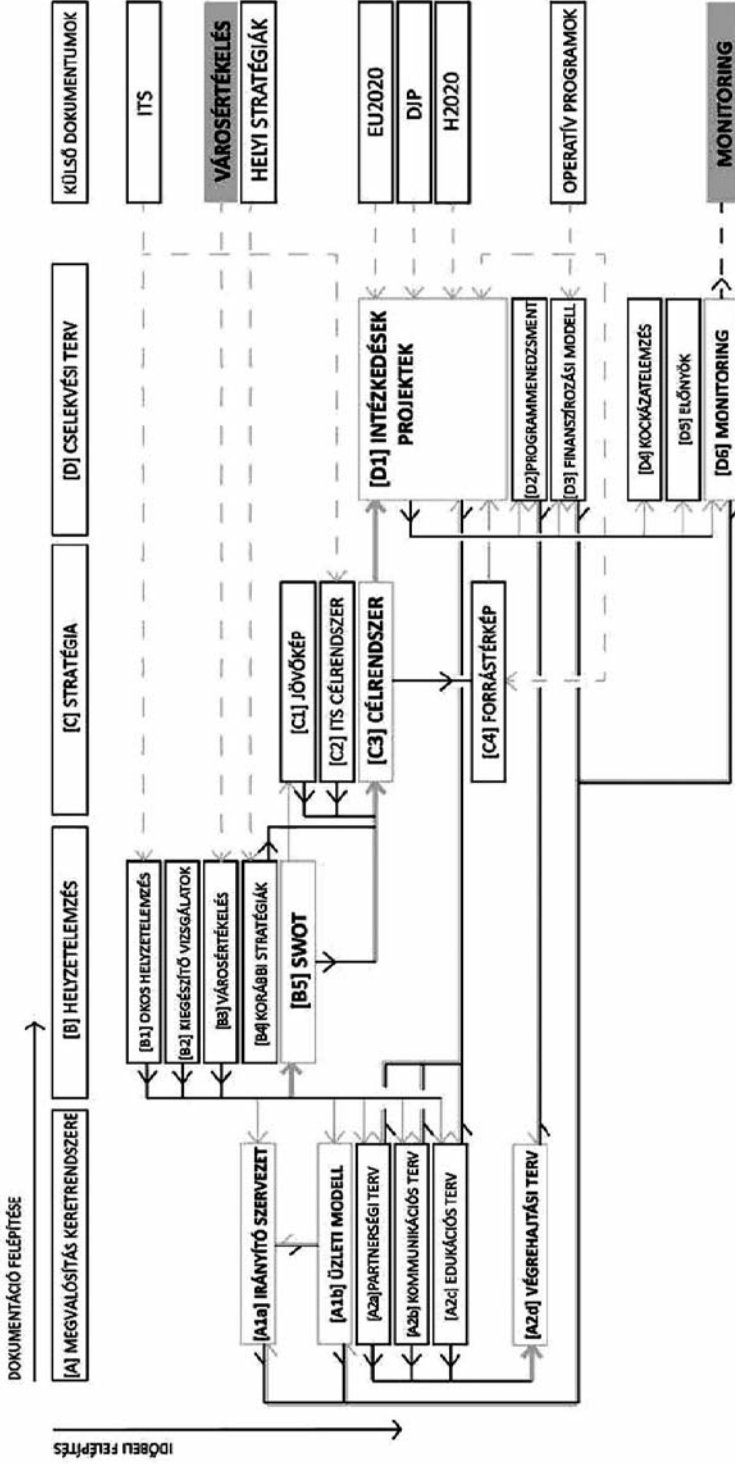 DOKUMENTÁCIÓ FELÉPÍTÉSE
IDŐBELI FELÉPÍTÉS
[A] MEGVALÓSÍTÁS KERETRENDSZERE
[B] HELYZETELEMZÉS
[C] STRATÉGIA
[D] CSELEKVÉSI TERV
KÜLSŐ DOKUMENTUMOK
[A1a] IRÁNYÍTÓ SZERVEZET
[A1b] ÜZLETI MODELL
[A2a]PARTNERSÉGI TERV
[A2b] KOMMUNIKÁCIÓS TERV
[A2c] EDUKÁCIÓS TERV
[A2d] VÉGREHAJTÁSI TERV
[B1] OKOS HELYZETELEMZÉS
[B2] KIEGÉSZÍTŐ VIZSGÁLATOK
[B3] VÁROSÉRTÉKELÉS
[B4] KORÁBBI STRATÉGIÁK
[B5] SWOT
[C1] JÖVŐKÉP
[C2] ITS CÉLRENDSZER
[C3] CÉLRENDSZER
[C4] FORRÁSTÉRKÉP
[D1] INTÉZKEDÉSEK
PROJEKTEK
[D2]PROGRAMMENEDZSMENT
[D3] FINANSZÍROZÁSI MODELL
[D4] KOCKÁZATELEMZÉS
[D5] ELŐNYÖK
[D6] MONITORING
ITS
VÁROSÉRTÉKELÉS
HELYI STRATÉGIÁK
EU2020
DJP
H2020
OPERATÍV PROGRAMOK
MONITORING